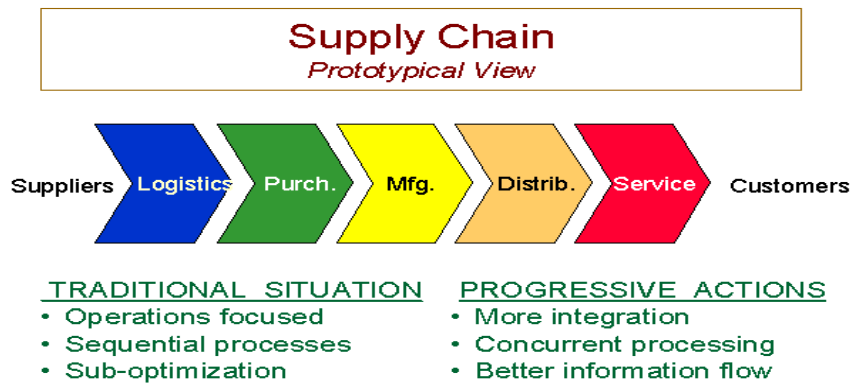 Supply Chain
Prototypical View
Suppliers Logistics Purch. Mfg. Distrib. Service Customers
TRADITIONAL SITUATION
• Operations focused
• Sequential processes
• Sub-optimization
PROGRESSIVE ACTIONS
• More integration
• Concurrent processing
• Better information flow